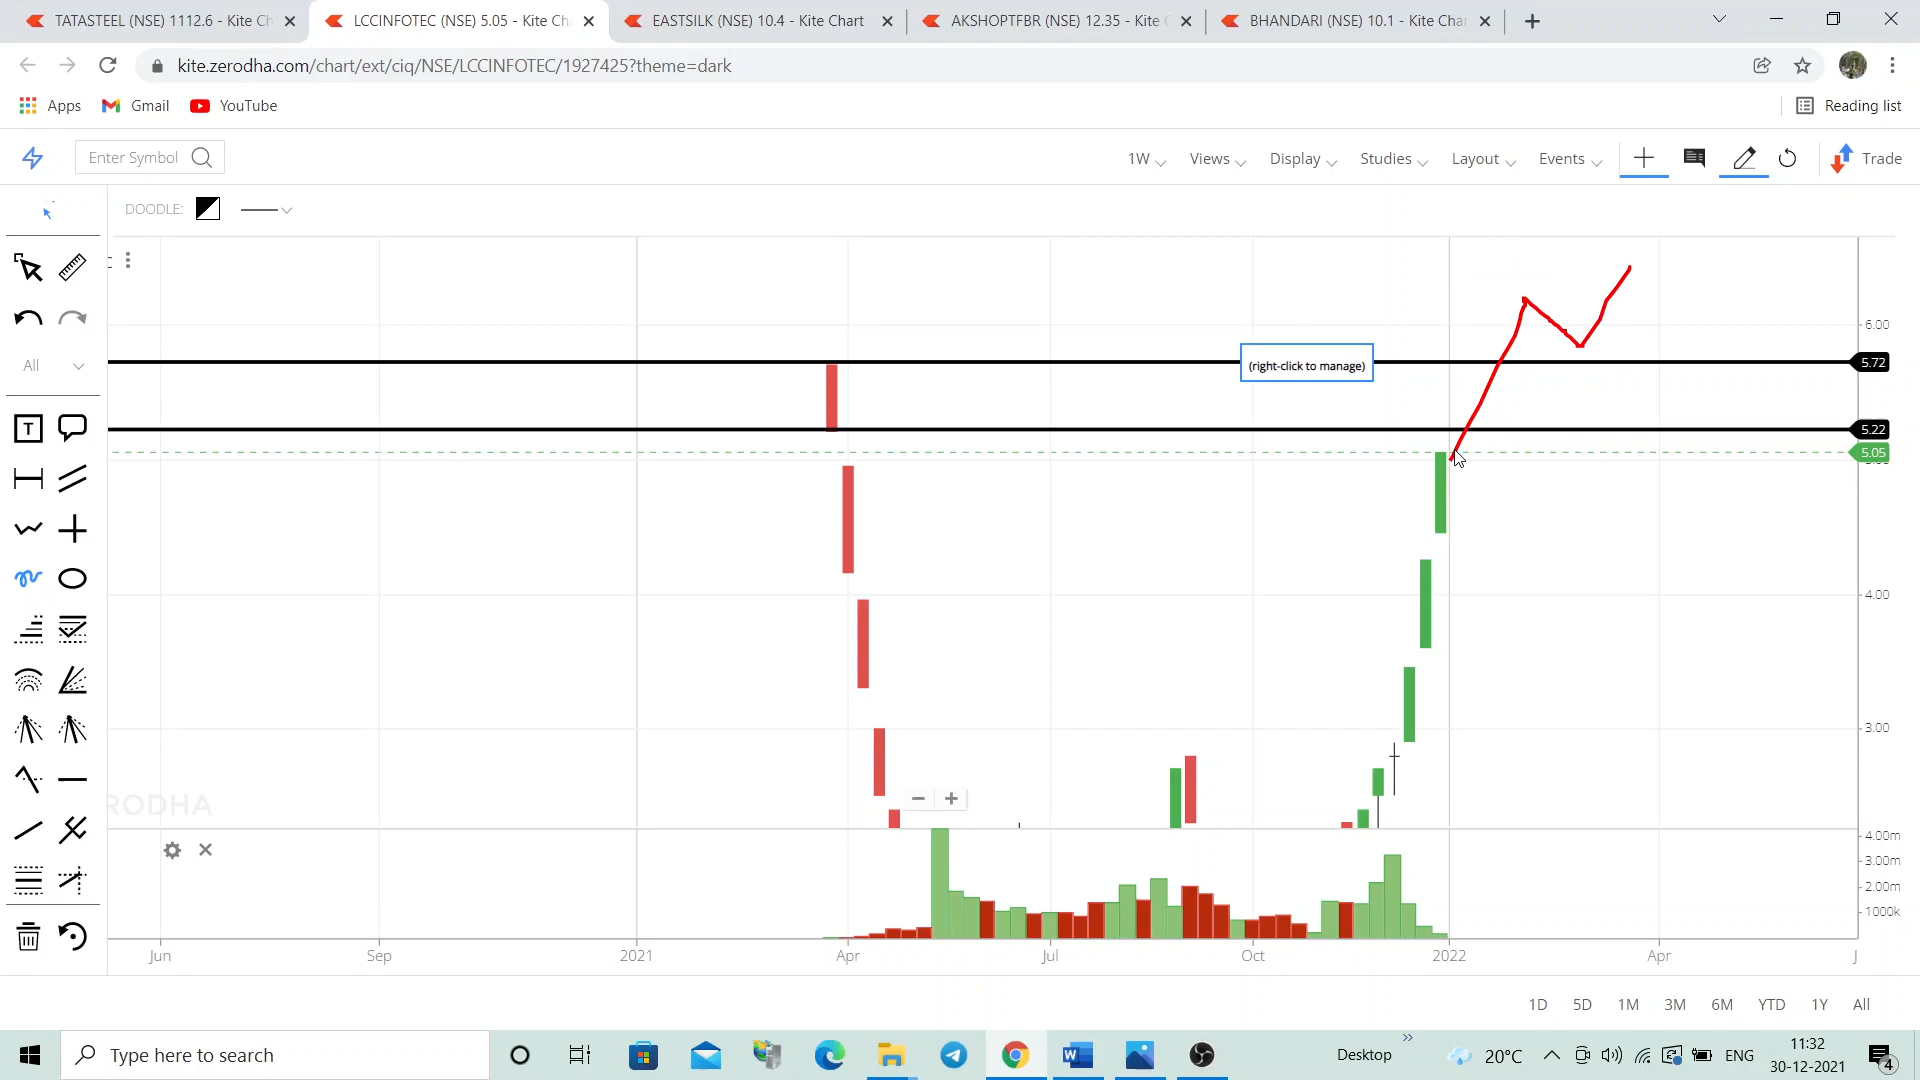 TATASTEEL (NSE) 1112.6 - Kite Ch
LCCINFOTEC (NSE) 5.05 - Kite Ch
EASTSILK (NSE) 10.4 - Kite Chart
AKSHOPTFBR (NSE) 12.35 - Kite C
BHANDARI (NSE) 10.1 - Kite Char
kite.zerodha.com/chart/ext/ciq/NSE/LCCINFOTEC/1927425?theme=dark
Apps
Gmail
YouTube
Reading list
Enter Symbol
1W
Views
Display
Studies
Layout
Events
Trade
DOODLE:
All
T
6.00
5.72
(right-click to manage)
5.22
5.05
4.00
3.00
RODHA
4.00m
3.00m
2.00m
1000k
Jun
Sep
2021
Apr
Jul
Oct
2022
Apr
J
1D
5D
1M
3M
6M
YTD
1Y
All
Type here to search
Desktop
20°C
ENG
11:32
30-12-2021
4